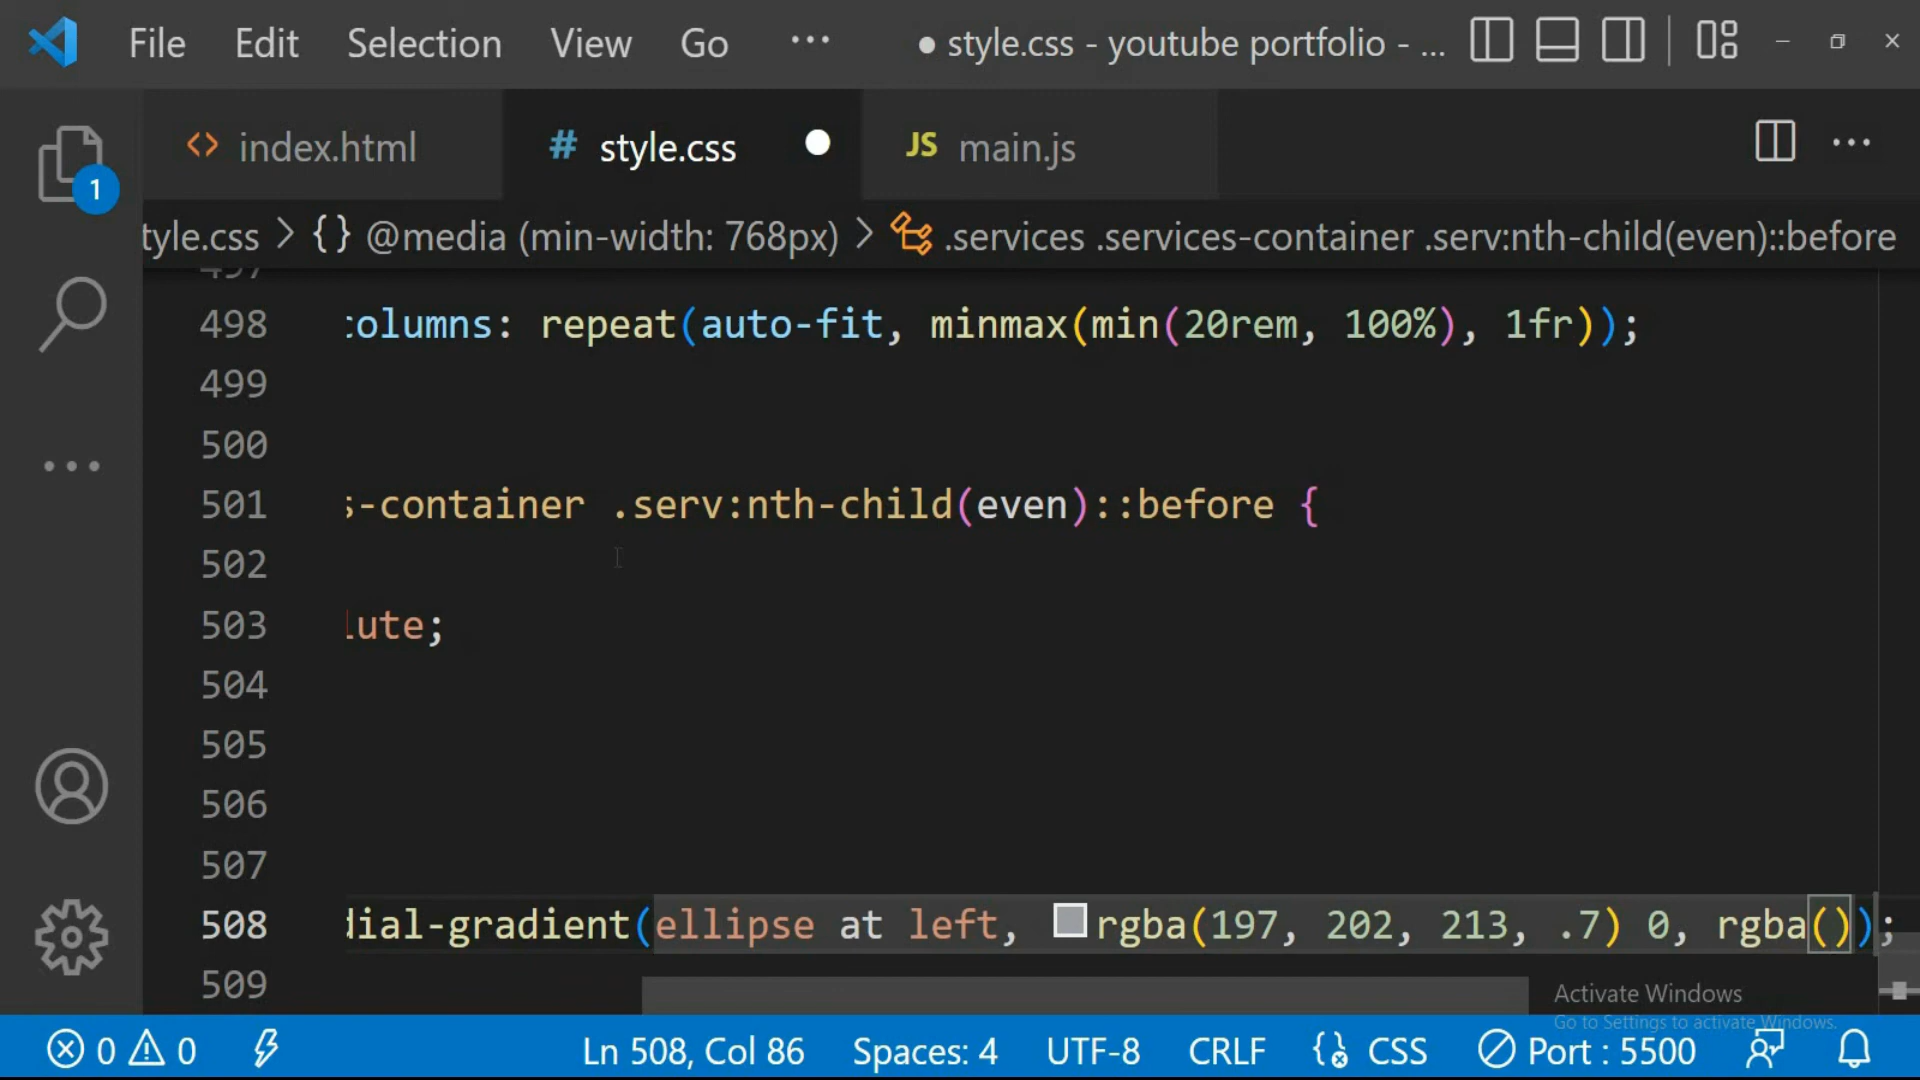 File Edit Selection View Go ··· ● style.css - youtube portfolio - ...
1
<> index.html # style.css ● JS main.js ···
tyle.css > {} @media (min-width: 768px) > .services .services-container .serv:nth-child(even)::before
497
498 columns: repeat(auto-fit, minmax(min(20rem, 100%), 1fr));
499
500
501 s-container .serv:nth-child(even)::before {
502
503 lute;
504
505
506
507
508 dial-gradient(ellipse at left, rgba(197, 202, 213, .7) 0, rgba());
509
Activate Windows
Go to Settings to activate Windows.
0 0 Ln 508, Col 86 Spaces: 4 UTF-8 CRLF {} CSS Port : 5500